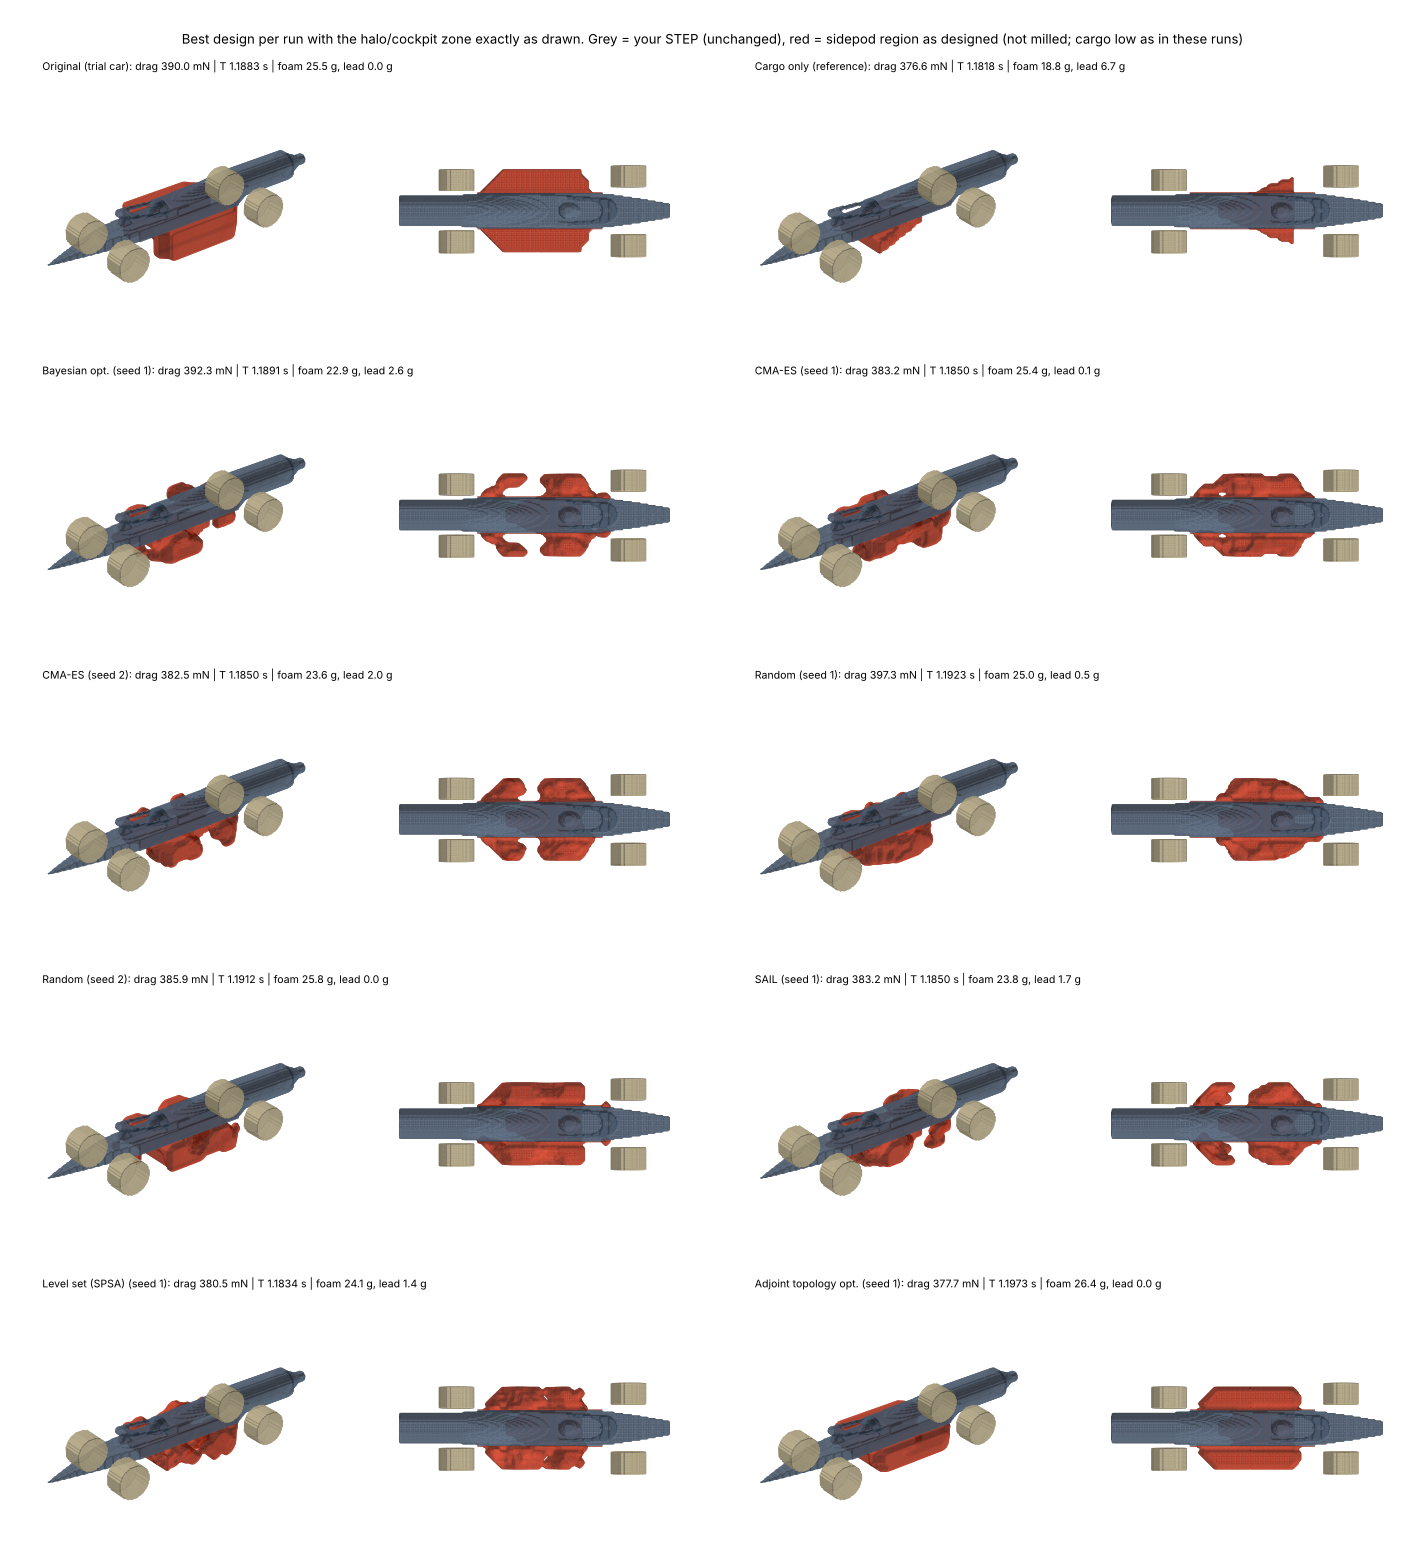 Best design per run with the halo/cockpit zone exactly as drawn. Grey = your STEP (unchanged), red = sidepod region as designed (not milled; cargo low as in these runs)
Original (trial car): drag 390.0 mN | T 1.1883 s | foam 25.5 g, lead 0.0 g
Cargo only (reference): drag 376.6 mN | T 1.1818 s | foam 18.8 g, lead 6.7 g
Bayesian opt. (seed 1): drag 392.3 mN | T 1.1891 s | foam 22.9 g, lead 2.6 g
CMA-ES (seed 1): drag 383.2 mN | T 1.1850 s | foam 25.4 g, lead 0.1 g
CMA-ES (seed 2): drag 382.5 mN | T 1.1850 s | foam 23.6 g, lead 2.0 g
Random (seed 1): drag 397.3 mN | T 1.1923 s | foam 25.0 g, lead 0.5 g
Random (seed 2): drag 385.9 mN | T 1.1912 s | foam 25.8 g, lead 0.0 g
SAIL (seed 1): drag 383.2 mN | T 1.1850 s | foam 23.8 g, lead 1.7 g
Level set (SPSA) (seed 1): drag 380.5 mN | T 1.1834 s | foam 24.1 g, lead 1.4 g
Adjoint topology opt. (seed 1): drag 377.7 mN | T 1.1973 s | foam 26.4 g, lead 0.0 g